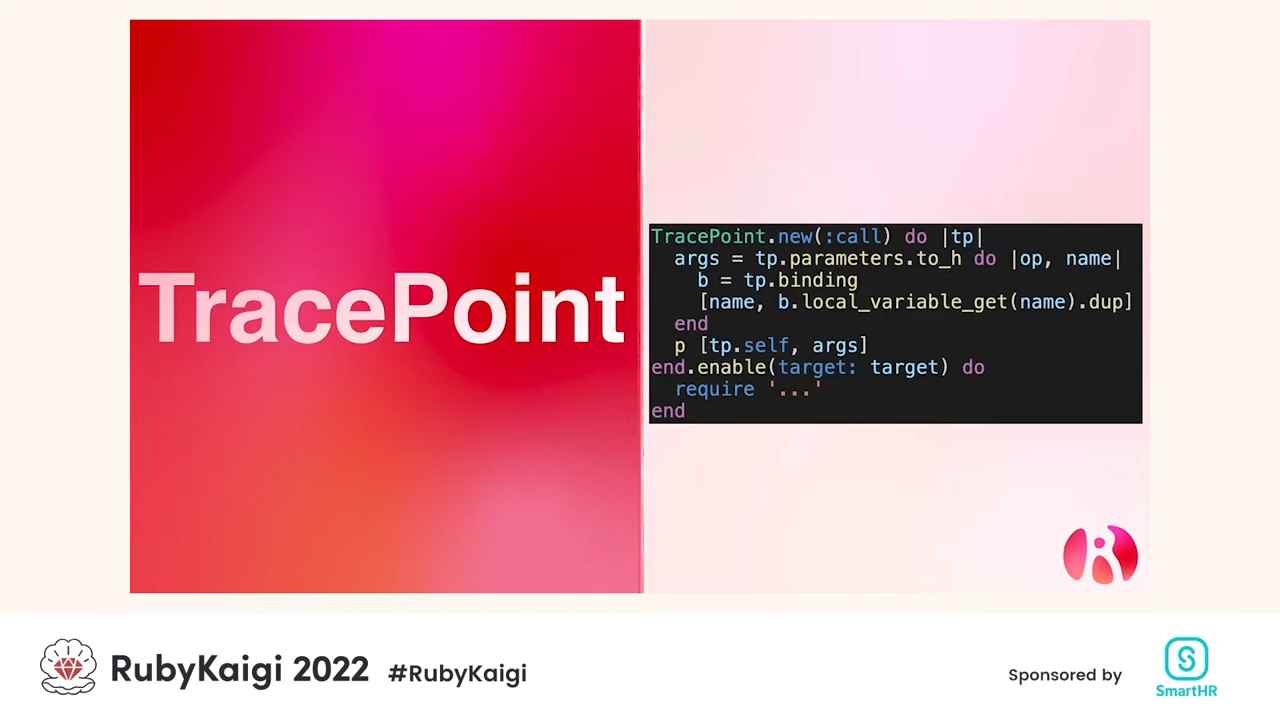 TracePoint
TracePoint.new(:call) do |tp|
  args = tp.parameters.to_h do |op, name|
    b = tp.binding
    [name, b.local_variable_get(name).dup]
  end
  p [tp.self, args]
end.enable(target: target) do
  require '...'
end
RubyKaigi 2022 #RubyKaigi
Sponsored by
SmartHR